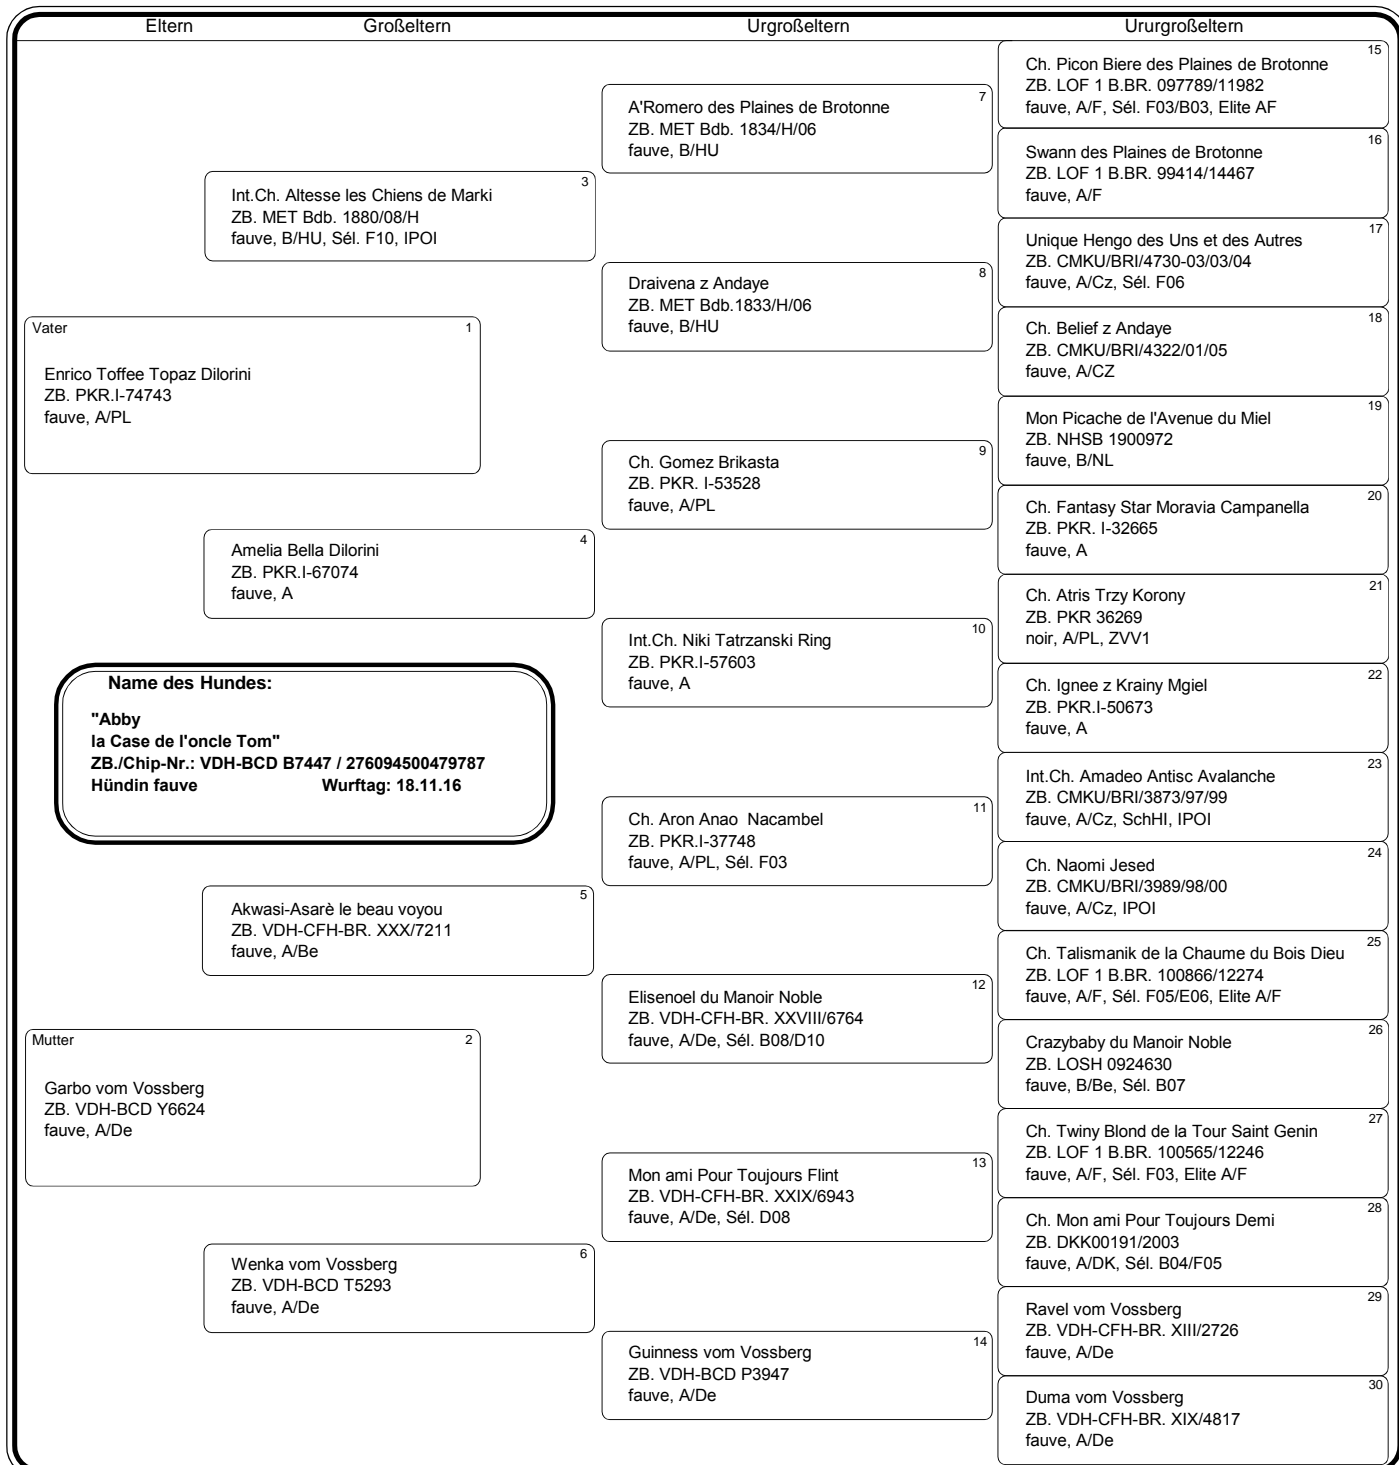 Eltern Großeltern Urgroßeltern Ururgroßeltern
Vater 1
Enrico Toffee Topaz Dilorini
ZB. PKR.I-74743
fauve, A/PL
Mutter 2
Garbo vom Vossberg
ZB. VDH-BCD Y6624
fauve, A/De
Name des Hundes:
"Abby
la Case de l'oncle Tom"
ZB./Chip-Nr.: VDH-BCD B7447 / 276094500479787
Hündin fauve Wurftag: 18.11.16
3
Int.Ch. Altesse les Chiens de Marki
ZB. MET Bdb. 1880/08/H
fauve, B/HU, Sél. F10, IPOI
4
Amelia Bella Dilorini
ZB. PKR.I-67074
fauve, A
5
Akwasi-Asarè le beau voyou
ZB. VDH-CFH-BR. XXX/7211
fauve, A/Be
6
Wenka vom Vossberg
ZB. VDH-BCD T5293
fauve, A/De
7
A'Romero des Plaines de Brotonne
ZB. MET Bdb. 1834/H/06
fauve, B/HU
8
Draivena z Andaye
ZB. MET Bdb.1833/H/06
fauve, B/HU
9
Ch. Gomez Brikasta
ZB. PKR. I-53528
fauve, A/PL
10
Int.Ch. Niki Tatrzanski Ring
ZB. PKR.I-57603
fauve, A
11
Ch. Aron Anao Nacambel
ZB. PKR.I-37748
fauve, A/PL, Sél. F03
12
Elisenoel du Manoir Noble
ZB. VDH-CFH-BR. XXVIII/6764
fauve, A/De, Sél. B08/D10
13
Mon ami Pour Toujours Flint
ZB. VDH-CFH-BR. XXIX/6943
fauve, A/De, Sél. D08
14
Guinness vom Vossberg
ZB. VDH-BCD P3947
fauve, A/De
15
Ch. Picon Biere des Plaines de Brotonne
ZB. LOF 1 B.BR. 097789/11982
fauve, A/F, Sél. F03/B03, Elite AF
16
Swann des Plaines de Brotonne
ZB. LOF 1 B.BR. 99414/14467
fauve, A/F
17
Unique Hengo des Uns et des Autres
ZB. CMKU/BRI/4730-03/03/04
fauve, A/Cz, Sél. F06
18
Ch. Belief z Andaye
ZB. CMKU/BRI/4322/01/05
fauve, A/CZ
19
Mon Picache de l'Avenue du Miel
ZB. NHSB 1900972
fauve, B/NL
20
Ch. Fantasy Star Moravia Campanella
ZB. PKR. I-32665
fauve, A
21
Ch. Atris Trzy Korony
ZB. PKR 36269
noir, A/PL, ZVV1
22
Ch. Ignee z Krainy Mgiel
ZB. PKR.I-50673
fauve, A
23
Int.Ch. Amadeo Antisc Avalanche
ZB. CMKU/BRI/3873/97/99
fauve, A/Cz, SchHI, IPOI
24
Ch. Naomi Jesed
ZB. CMKU/BRI/3989/98/00
fauve, A/Cz, IPOI
25
Ch. Talismanik de la Chaume du Bois Dieu
ZB. LOF 1 B.BR. 100866/12274
fauve, A/F, Sél. F05/E06, Elite A/F
26
Crazybaby du Manoir Noble
ZB. LOSH 0924630
fauve, B/Be, Sél. B07
27
Ch. Twiny Blond de la Tour Saint Genin
ZB. LOF 1 B.BR. 100565/12246
fauve, A/F, Sél. F03, Elite A/F
28
Ch. Mon ami Pour Toujours Demi
ZB. DKK00191/2003
fauve, A/DK, Sél. B04/F05
29
Ravel vom Vossberg
ZB. VDH-CFH-BR. XIII/2726
fauve, A/De
30
Duma vom Vossberg
ZB. VDH-CFH-BR. XIX/4817
fauve, A/De